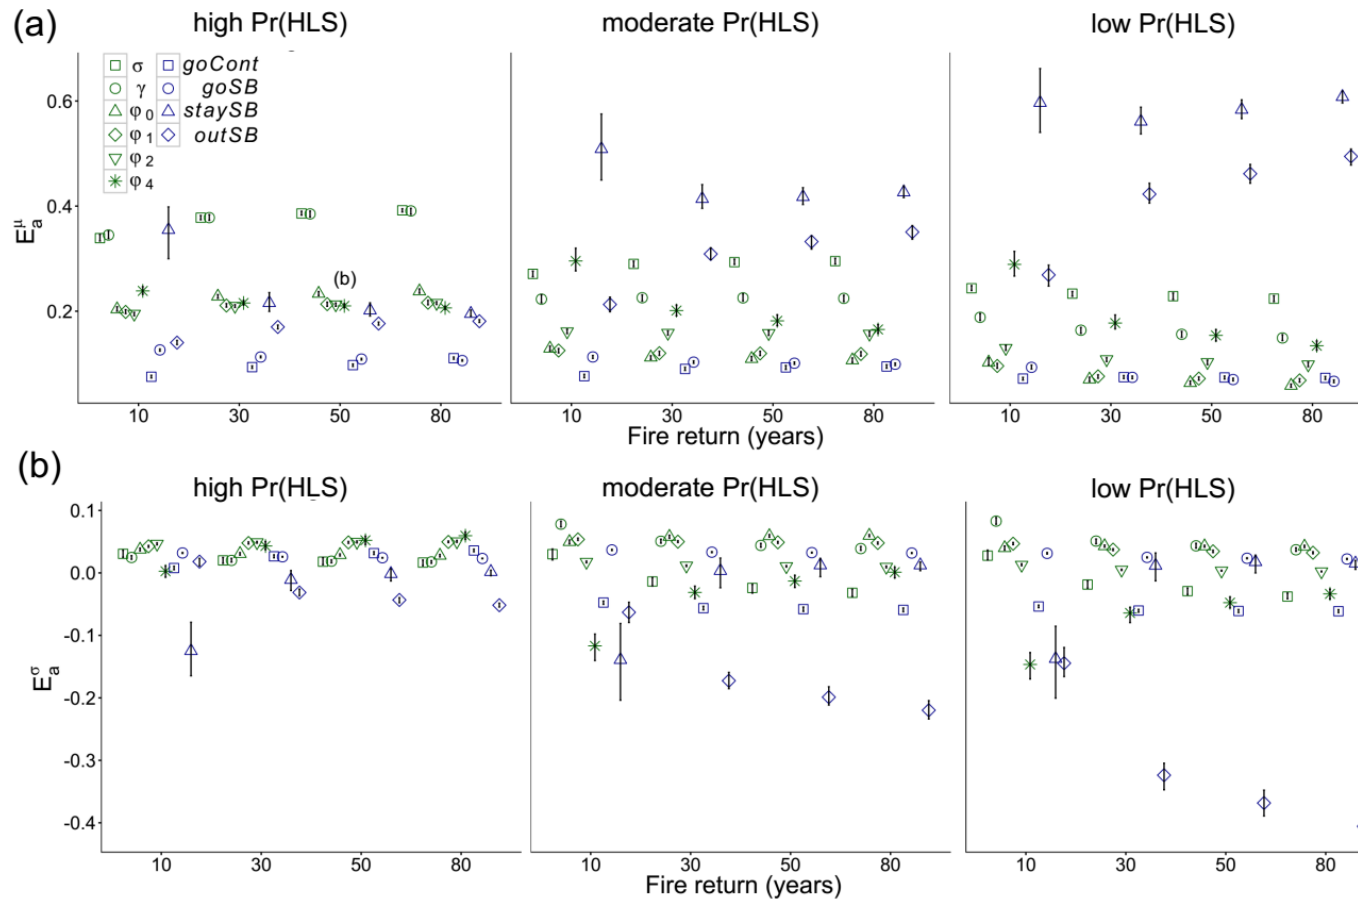 (a)
high Pr(HLS)
moderate Pr(HLS)
low Pr(HLS)
σ
goCont
γ
goSB
φ0
staySB
φ1
outSB
φ2
φ4
E_a^μ
0.6
0.4
0.2
(b)
10 30 50 80
10 30 50 80
10 30 50 80
Fire return (years)
(b)
high Pr(HLS)
moderate Pr(HLS)
low Pr(HLS)
E_a^σ
0.1
0.0
-0.1
-0.2
-0.3
-0.4
10 30 50 80
10 30 50 80
10 30 50 80
Fire return (years)